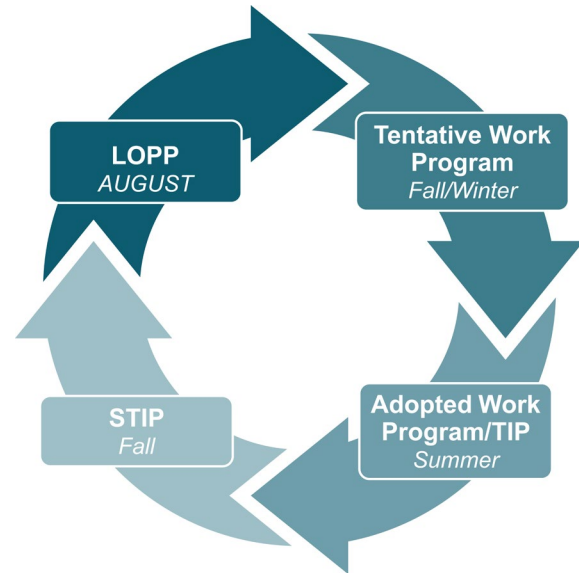 LOPP
AUGUST
Tentative Work
Program
Fall/Winter
Adopted Work
Program/TIP
Summer
STIP
Fall